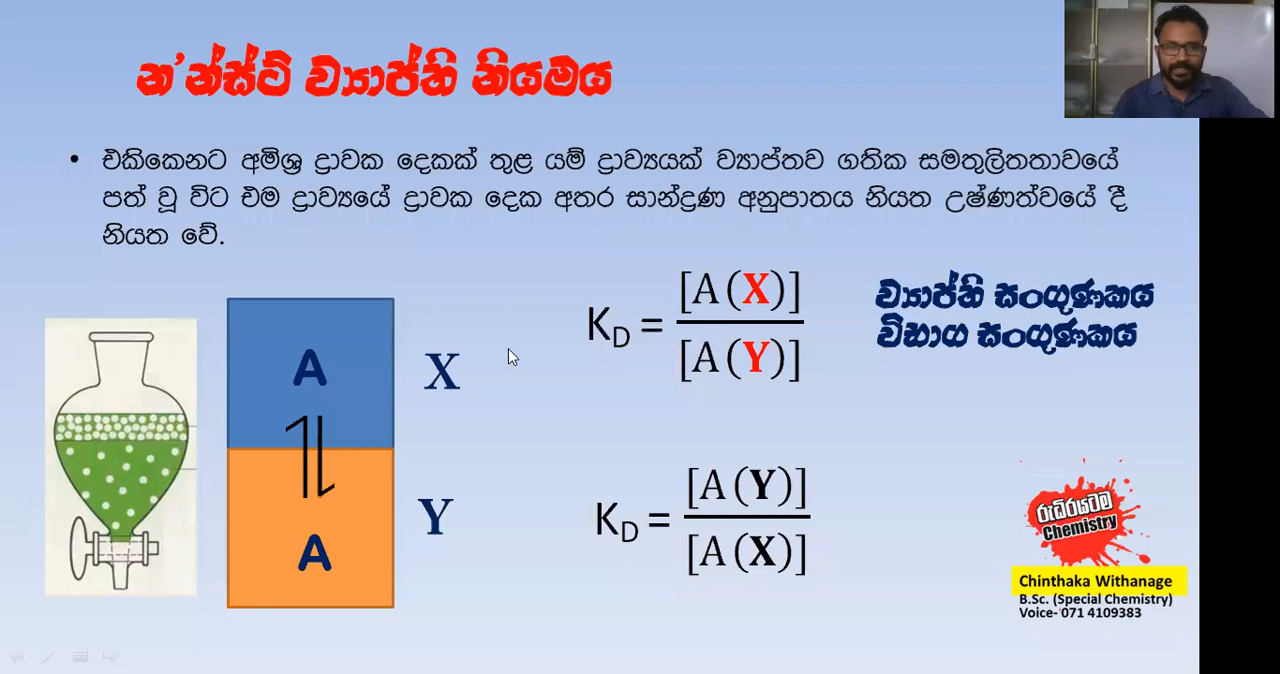 න’න්ස්ට් ව්‍යාප්ති නියමය
• එකිකෙනට අමිශ්‍ර ද්‍රාවක දෙකක් තුළ යම් ද්‍රාව්‍යයක් ව්‍යාප්තව ගතික සමතුලිතතාවයේ
පත් වූ විට එම ද්‍රාව්‍යයේ ද්‍රාවක දෙක අතර සාන්ද්‍රණ අනුපාතය නියත උෂ්ණත්වයේ දී
නියත වේ.
A
X
A
Y
K_D = [A(X)] / [A(Y)]
ව්‍යාප්ති සංගුණකය
විභාග සංගුණකය
K_D = [A(Y)] / [A(X)]
රුධිරයටම
Chemistry
Chinthaka Withanage
B.Sc. (Special Chemistry)
Voice- 071 4109383